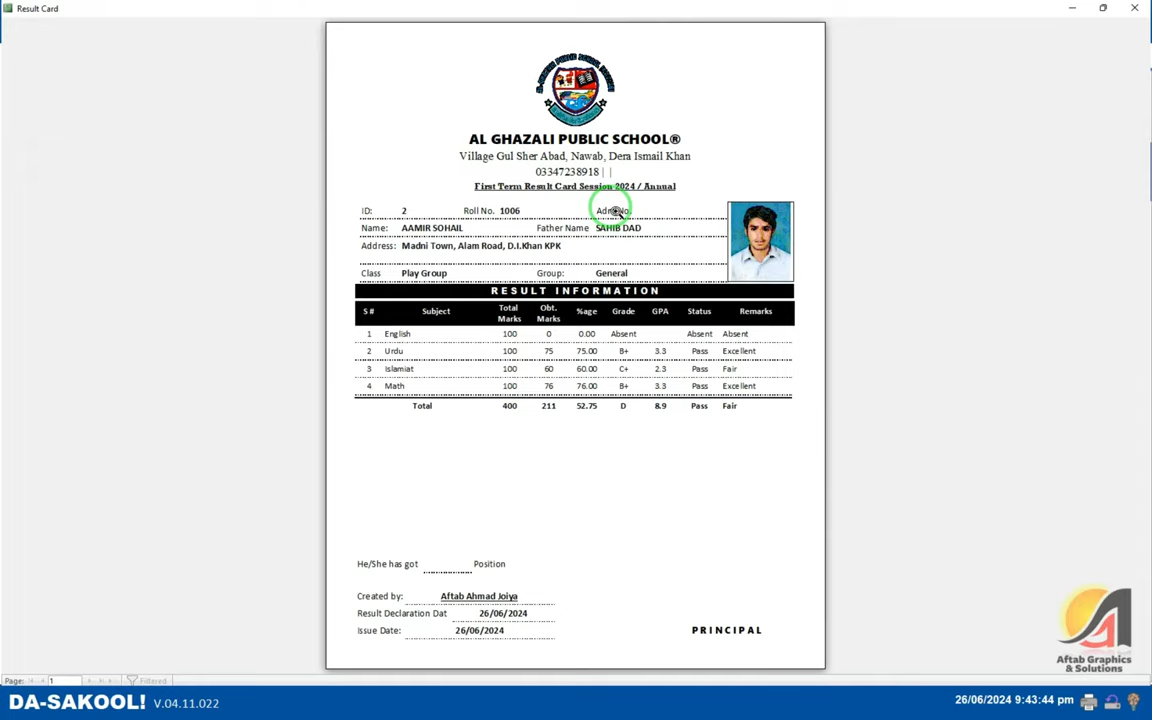 Result Card
AL GHAZALI PUBLIC SCHOOL®
Village Gul Sher Abad, Nawab, Dera Ismail Khan
03347238918 | |
First Term Result Card Session 2024 / Annual
ID: 2 Roll No. 1006 Adm No.
Name: AAMIR SOHAIL Father Name SAHIB DAD
Address: Madni Town, Alam Road, D.I.Khan KPK
Class Play Group Group: General
RESULT INFORMATION
S # Subject Total Marks Obt. Marks %age Grade GPA Status Remarks
1 English 100 0 0.00 Absent Absent Absent
2 Urdu 100 75 75.00 B+ 3.3 Pass Excellent
3 Islamiat 100 60 60.00 C+ 2.3 Pass Fair
4 Math 100 76 76.00 B+ 3.3 Pass Excellent
Total 400 211 52.75 D 8.9 Pass Fair
He/She has got Position
Created by: Aftab Ahmad Joiya
Result Declaration Dat 26/06/2024
Issue Date: 26/06/2024
PRINCIPAL
Aftab Graphics
& Solutions
Page: 1 Filtered
DA-SAKOOL! V.04.11.022
26/06/2024 9:43:44 pm